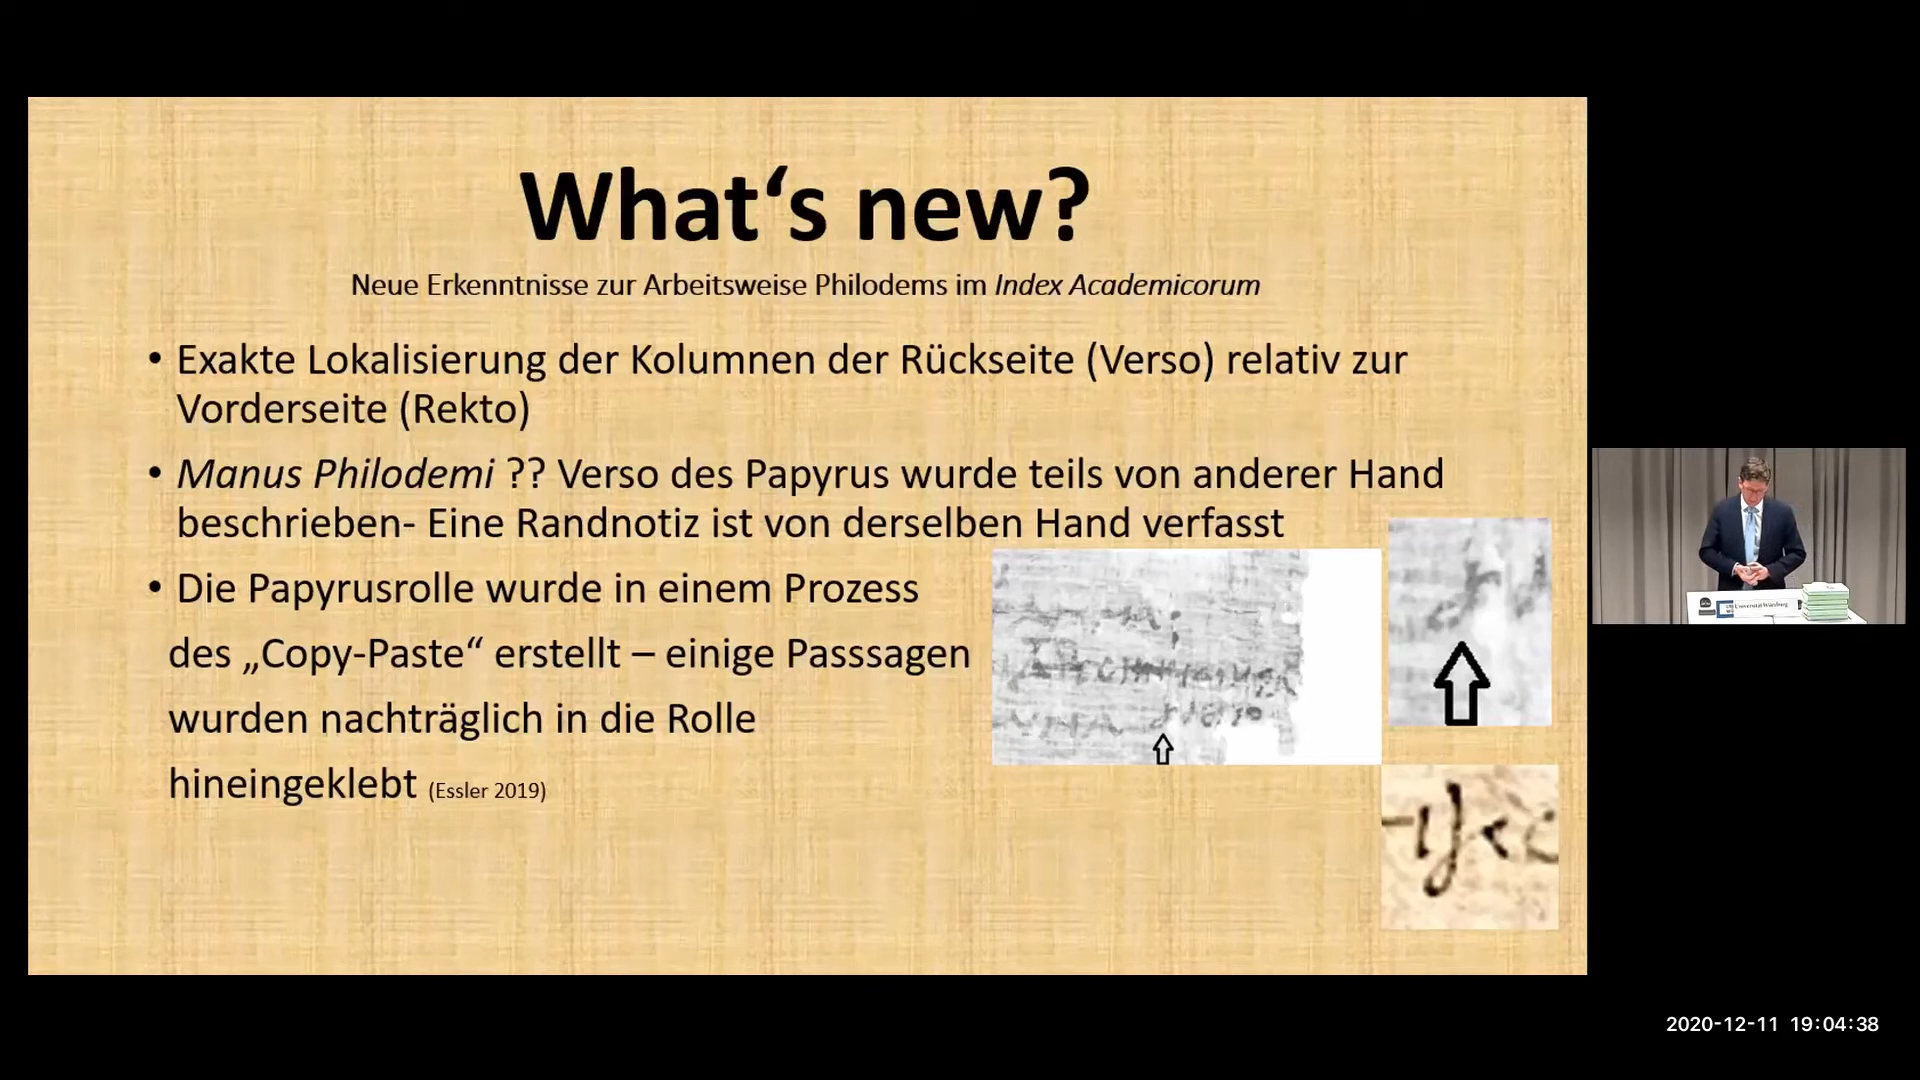 What‘s new?
Neue Erkenntnisse zur Arbeitsweise Philodems im Index Academicorum
• Exakte Lokalisierung der Kolumnen der Rückseite (Verso) relativ zur
Vorderseite (Rekto)
• Manus Philodemi ?? Verso des Papyrus wurde teils von anderer Hand
beschrieben- Eine Randnotiz ist von derselben Hand verfasst
• Die Papyrusrolle wurde in einem Prozess
des „Copy-Paste“ erstellt – einige Passsagen
wurden nachträglich in die Rolle
hineingeklebt (Essler 2019)
Universität Würzburg
2020-12-11 19:04:38